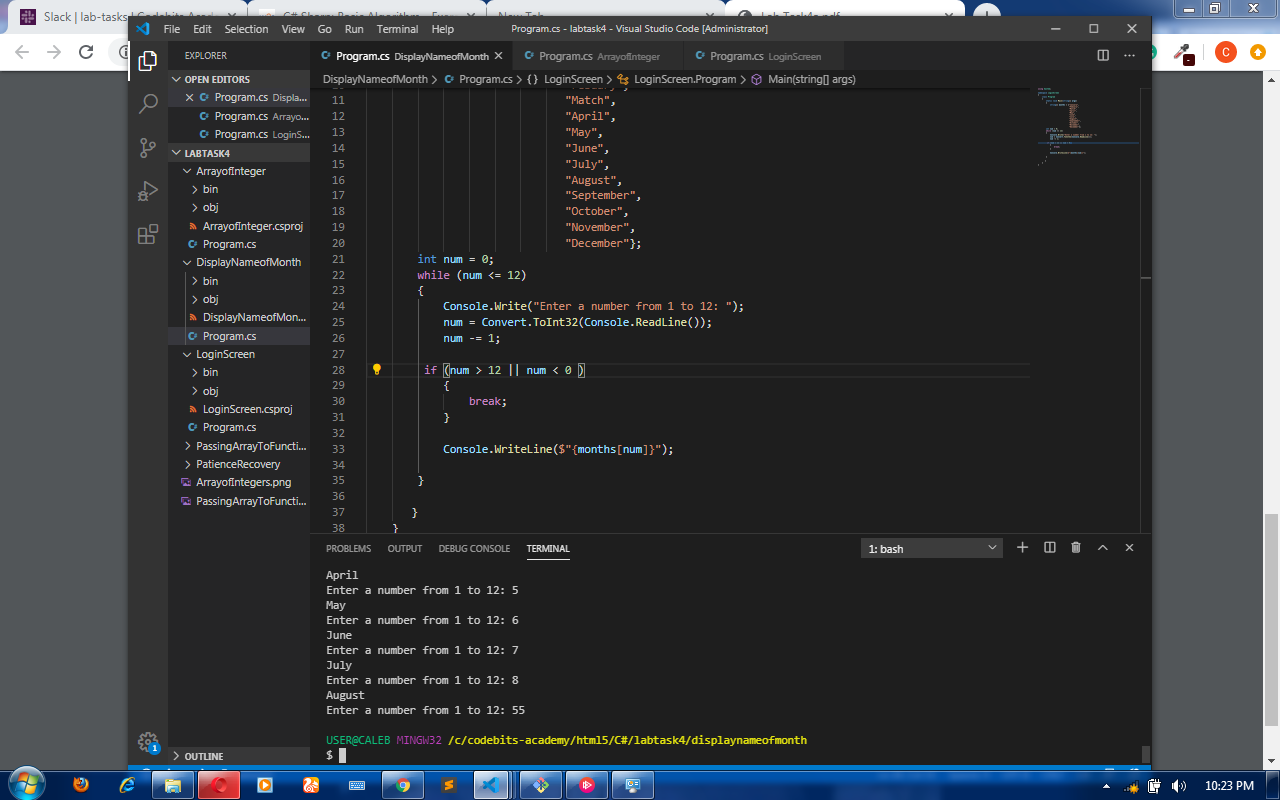 Slack | lab-tasks | Codebits Acad
New Tab
Lab Task4c.pdf
File Edit Selection View Go Run Terminal Help
Program.cs - labtask4 - Visual Studio Code [Administrator]
C
EXPLORER
Program.cs DisplayNameofMonth
Program.cs ArrayofInteger
Program.cs LoginScreen
OPEN EDITORS
DisplayNameofMonth > Program.cs > {} LoginScreen > LoginScreen.Program > Main(string[] args)
Program.cs Displa...
Program.cs Arrayo...
Program.cs LoginS...
LABTASK4
ArrayofInteger
bin
obj
ArrayofInteger.csproj
Program.cs
DisplayNameofMonth
bin
obj
DisplayNameofMon...
Program.cs
LoginScreen
bin
obj
LoginScreen.csproj
Program.cs
PassingArrayToFuncti...
PatienceRecovery
ArrayofIntegers.png
PassingArrayToFuncti...
OUTLINE
11 "Match",
12 "April",
13 "May",
14 "June",
15 "July",
16 "August",
17 "September",
18 "October",
19 "November",
20 "December"};
21 int num = 0;
22 while (num <= 12)
23 {
24 Console.Write("Enter a number from 1 to 12: ");
25 num = Convert.ToInt32(Console.ReadLine());
26 num -= 1;
27
28 if (num > 12 || num < 0 )
29 {
30 break;
31 }
32
33 Console.WriteLine($"{months[num]}");
34
35 }
36
37 }
38 }
PROBLEMS OUTPUT DEBUG CONSOLE TERMINAL
1: bash
April
Enter a number from 1 to 12: 5
May
Enter a number from 1 to 12: 6
June
Enter a number from 1 to 12: 7
July
Enter a number from 1 to 12: 8
August
Enter a number from 1 to 12: 55
USER@CALEB MINGW32 /c/codebits-academy/html5/C#/labtask4/displaynameofmonth
$
1
10:23 PM